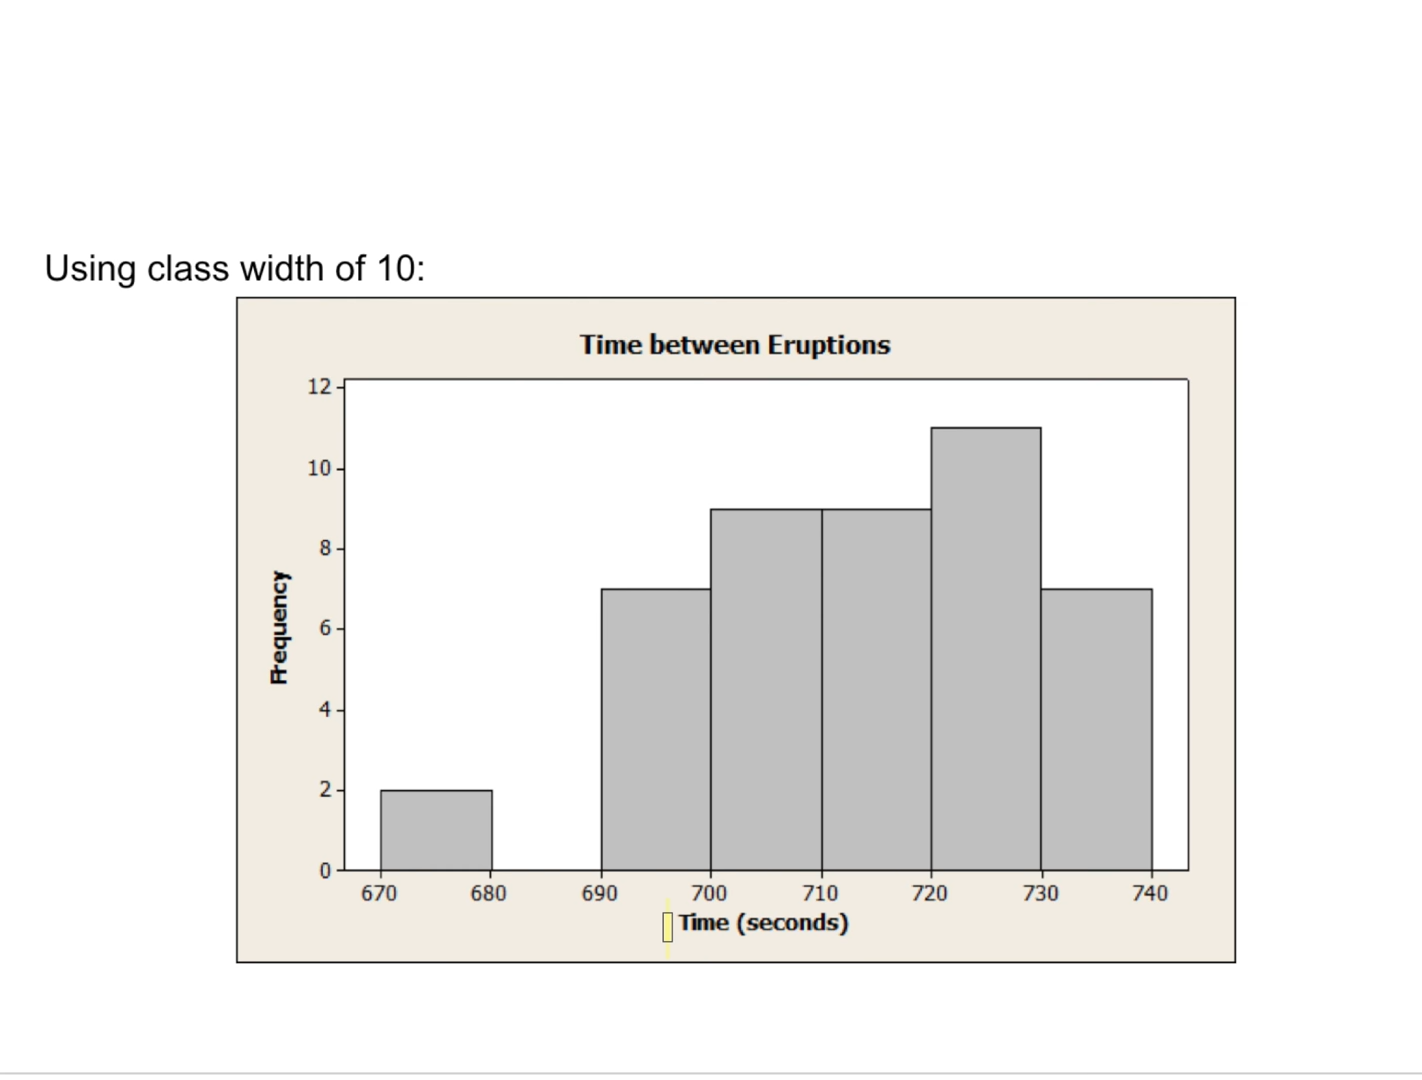 Using class width of 10:
Time between Eruptions
12
10
8
6
4
2
0
Frequency
670 680 690 700 710 720 730 740
Time (seconds)